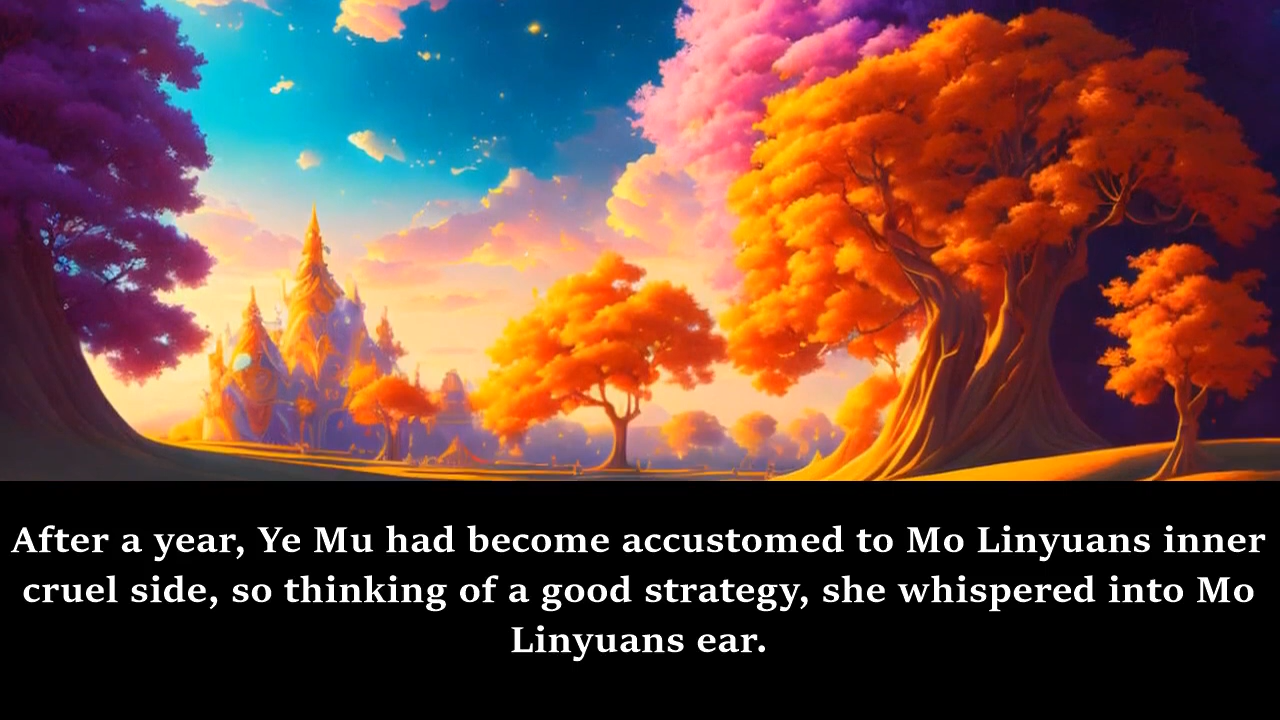 After a year, Ye Mu had become accustomed to Mo Linyuans inner
cruel side, so thinking of a good strategy, she whispered into Mo
Linyuans ear.